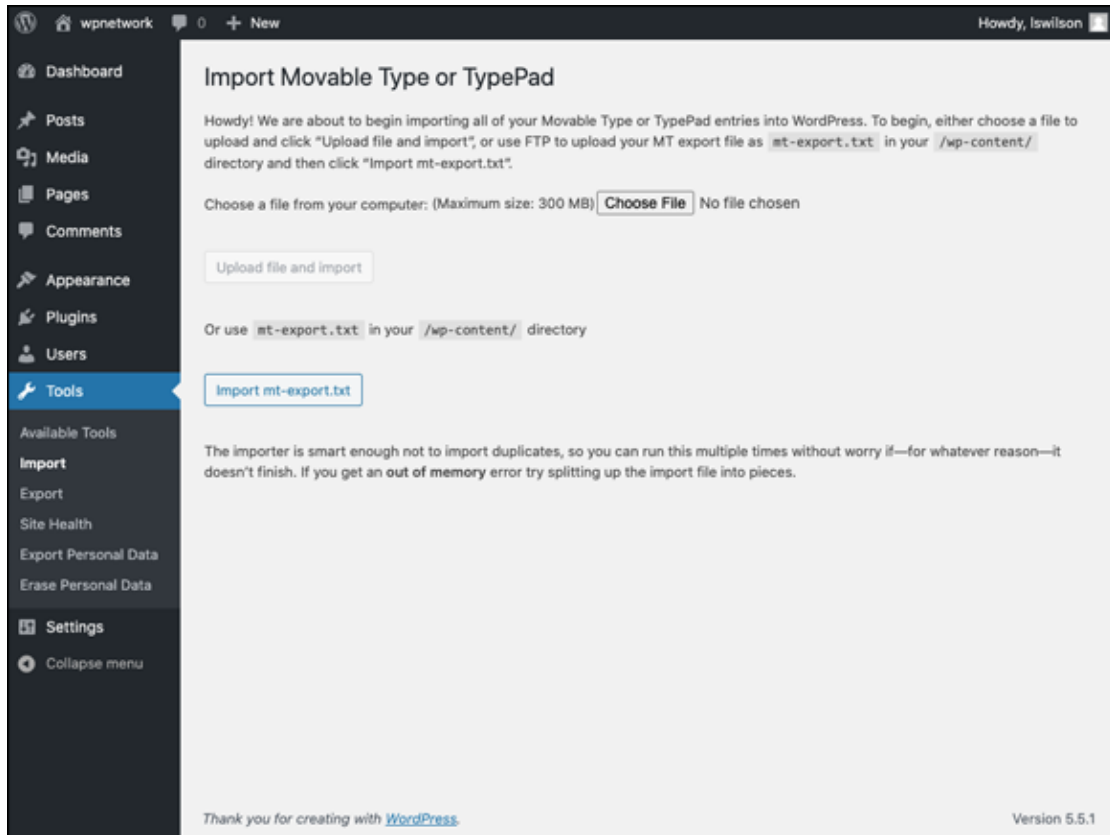 wpnetwork 0 + New Howdy, lswilson
Dashboard
Posts
Media
Pages
Comments
Appearance
Plugins
Users
Tools
Available Tools
Import
Export
Site Health
Export Personal Data
Erase Personal Data
Settings
Collapse menu
Import Movable Type or TypePad
Howdy! We are about to begin importing all of your Movable Type or TypePad entries into WordPress. To begin, either choose a file to
upload and click “Upload file and import”, or use FTP to upload your MT export file as mt-export.txt in your /wp-content/
directory and then click “Import mt-export.txt”.
Choose a file from your computer: (Maximum size: 300 MB) Choose File No file chosen
Upload file and import
Or use mt-export.txt in your /wp-content/ directory
Import mt-export.txt
The importer is smart enough not to import duplicates, so you can run this multiple times without worry if—for whatever reason—it
doesn’t finish. If you get an out of memory error try splitting up the import file into pieces.
Thank you for creating with WordPress. Version 5.5.1